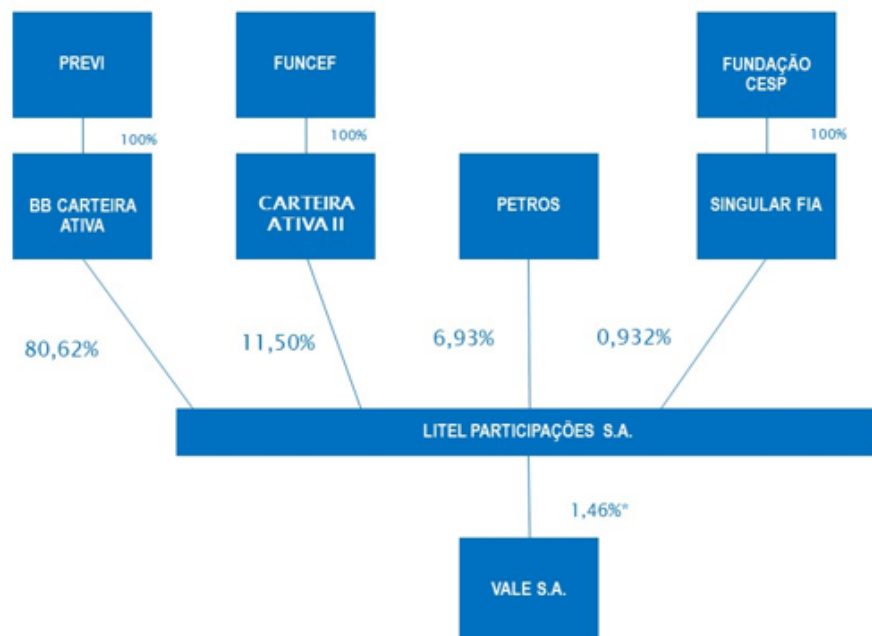 PREVI
FUNCEF
FUNDAÇÃO
CESP
100%
100%
100%
BB CARTEIRA
ATIVA
CARTEIRA
ATIVA II
PETROS
SINGULAR FIA
80,62%
11,50%
6,93%
0,932%
LITEL PARTICIPAÇÕES S.A.
1,46%*
VALE S.A.